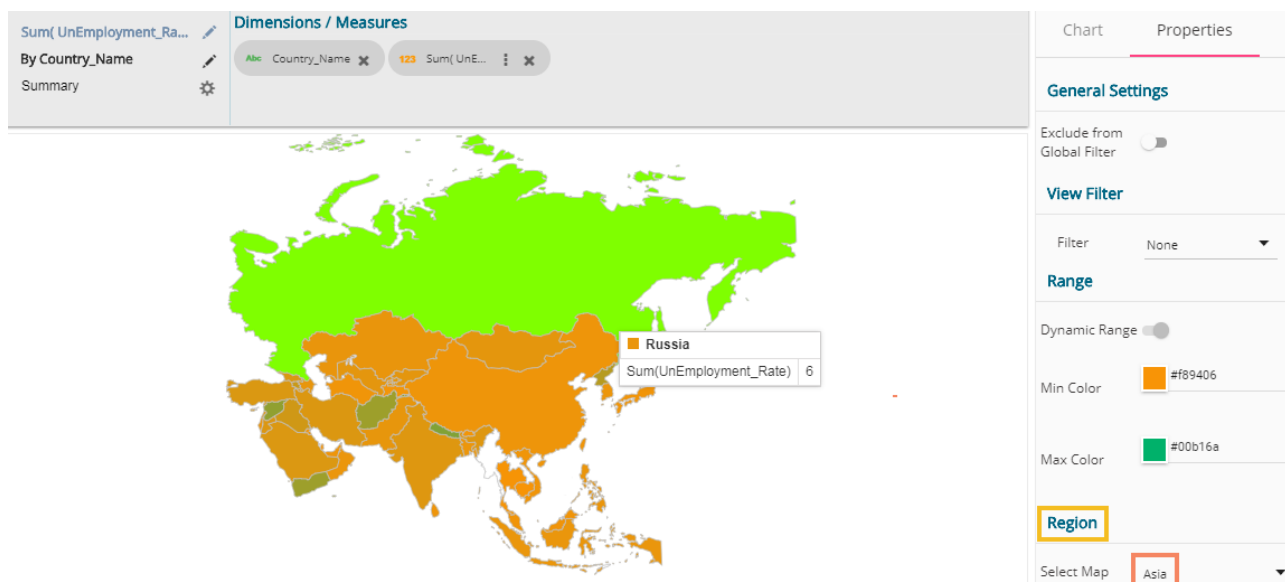 Sum( UnEmployment_Ra...
By Country_Name
Summary
Dimensions / Measures
Abc Country_Name
123 Sum( UnE...
Chart Properties
General Settings
Exclude from
Global Filter
View Filter
Filter None
Range
Dynamic Range
Min Color #f89406
Max Color #00b16a
Region
Select Map Asia
Russia
Sum(UnEmployment_Rate) 6